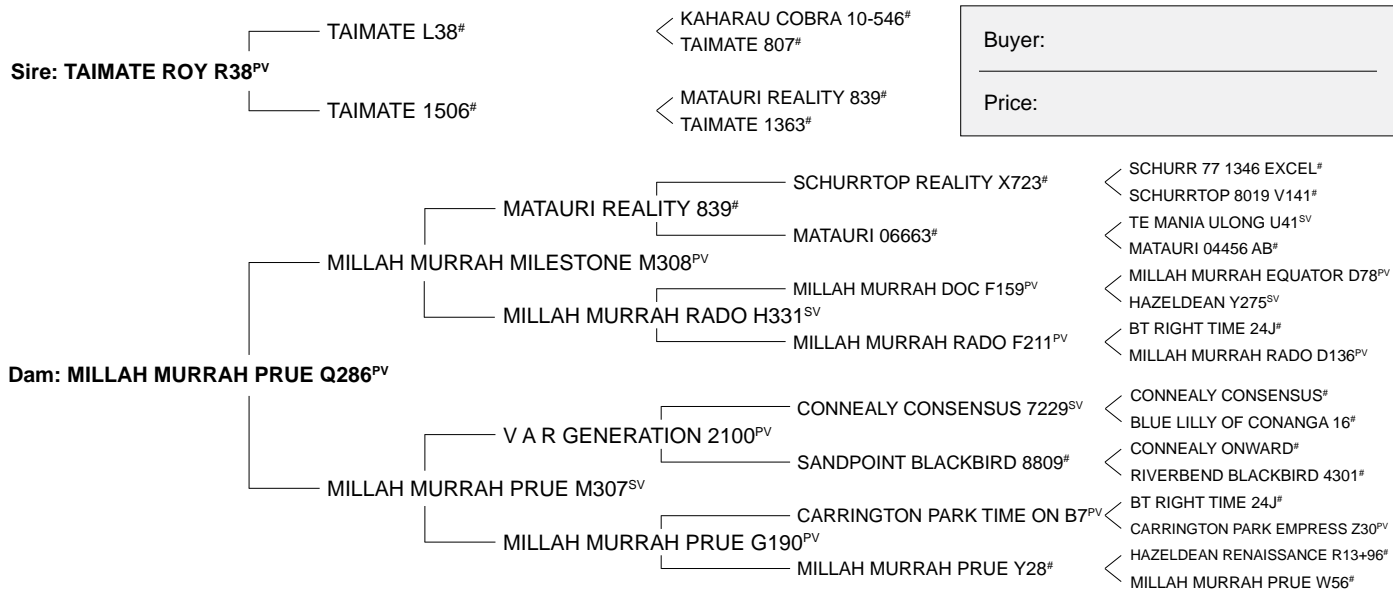 TAIMATE L38#
KAHARAU COBRA 10-546#
TAIMATE 807#
Sire: TAIMATE ROY R38PV
TAIMATE 1506#
MATAURI REALITY 839#
TAIMATE 1363#
Buyer:
Price:
SCHURRTOP REALITY X723#
SCHURR 77 1346 EXCEL#
SCHURRTOP 8019 V141#
MATAURI REALITY 839#
MATAURI 06663#
TE MANIA ULONG U41SV
MATAURI 04456 AB#
MILLAH MURRAH MILESTONE M308PV
MILLAH MURRAH DOC F159PV
MILLAH MURRAH EQUATOR D78PV
HAZELDEAN Y275SV
MILLAH MURRAH RADO H331SV
MILLAH MURRAH RADO F211PV
BT RIGHT TIME 24J#
MILLAH MURRAH RADO D136PV
Dam: MILLAH MURRAH PRUE Q286PV
CONNEALY CONSENSUS 7229SV
CONNEALY CONSENSUS#
BLUE LILLY OF CONANGA 16#
V A R GENERATION 2100PV
SANDPOINT BLACKBIRD 8809#
CONNEALY ONWARD#
RIVERBEND BLACKBIRD 4301#
MILLAH MURRAH PRUE M307SV
CARRINGTON PARK TIME ON B7PV
BT RIGHT TIME 24J#
CARRINGTON PARK EMPRESS Z30PV
MILLAH MURRAH PRUE G190PV
MILLAH MURRAH PRUE Y28#
HAZELDEAN RENAISSANCE R13+96#
MILLAH MURRAH PRUE W56#